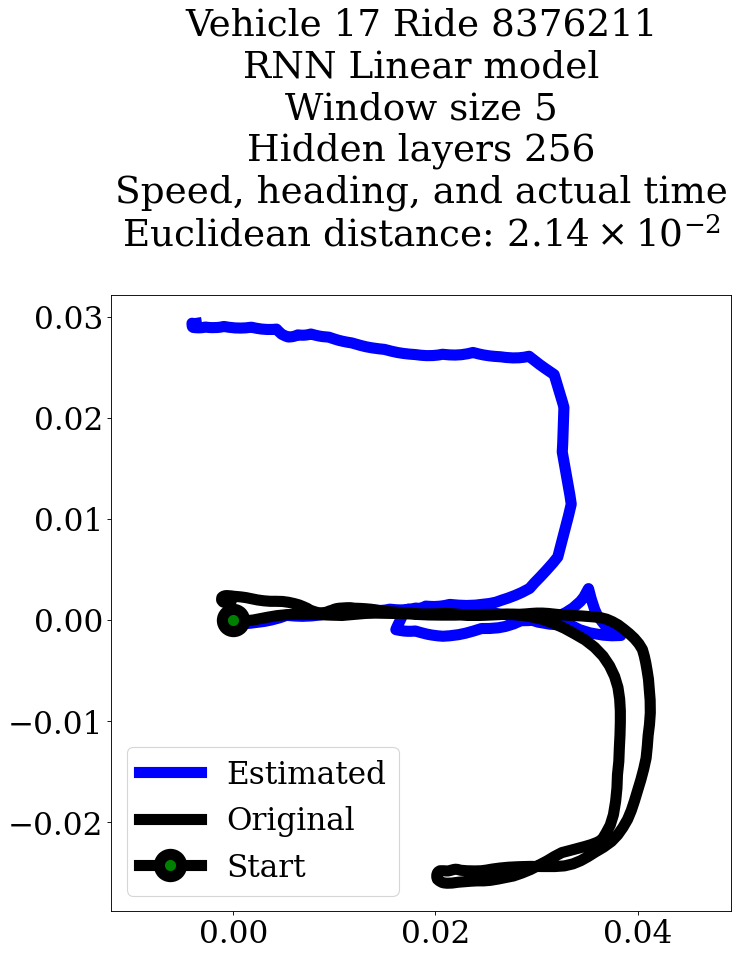 Vehicle 17 Ride 8376211
RNN Linear model
Window size 5
Hidden layers 256
Speed, heading, and actual time
Euclidean distance: 2.14 × 10⁻²
0.03
0.02
0.01
0.00
−0.01
−0.02
Estimated
Original
Start
0.00 0.02 0.04